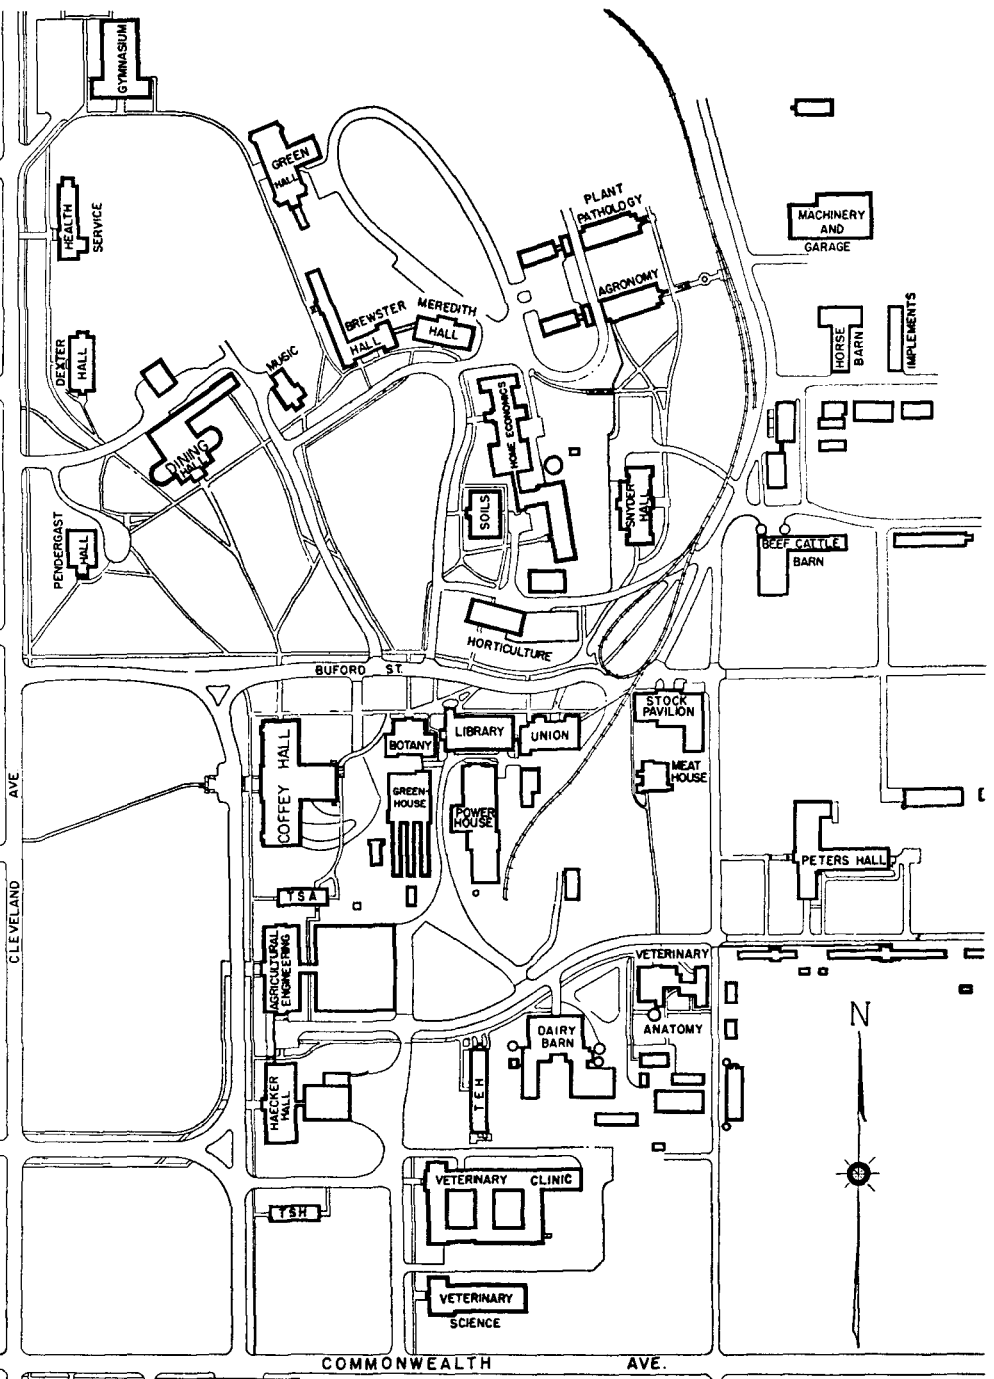 GYMNASIUM
GREEN
HALL
HEALTH
SERVICE
PLANT
PATHOLOGY
MACHINERY
AND
GARAGE
AGRONOMY
BREWSTER
HALL
MEREDITH
HALL
HORSE
BARN
IMPLEMENTS
DEXTER
HALL
MUSIC
DINING
HALL
HOME ECONOMICS
SOILS
SNYDER
HALL
PENDERGAST
HALL
BEEF CATTLE
BARN
HORTICULTURE
BUFORD ST.
STOCK
PAVILION
COFFEY HALL
BOTANY
LIBRARY
UNION
MEAT
HOUSE
GREEN-
HOUSE
POWER
HOUSE
CLEVELAND AVE
PETERS HALL
TSA
AGRICULTURAL
ENGINEERING
VETERINARY
ANATOMY
N
DAIRY
BARN
TEH
HAECKER
HALL
VETERINARY CLINIC
TSH
VETERINARY
SCIENCE
COMMONWEALTH AVE.